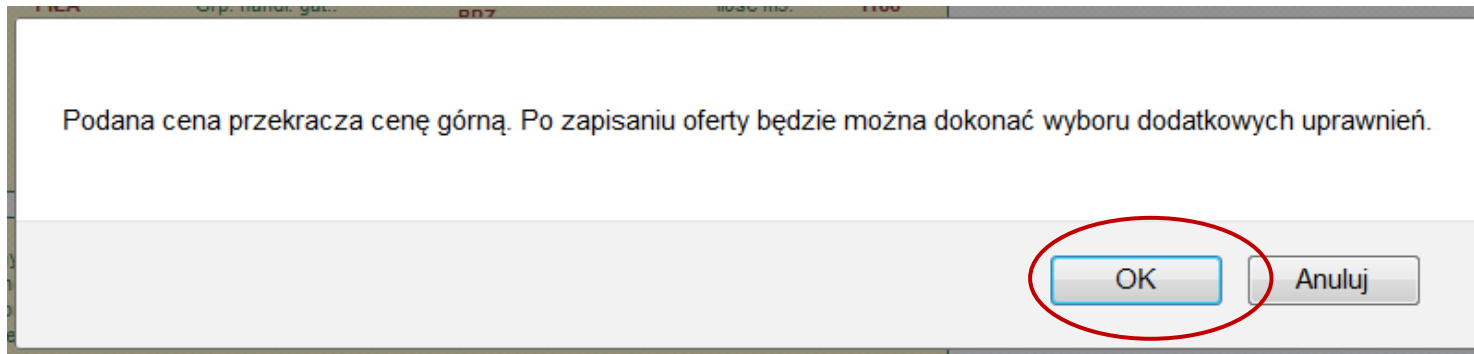 Podana cena przekracza cenę górną. Po zapisaniu oferty będzie można dokonać wyboru dodatkowych uprawnień.
OK Anuluj